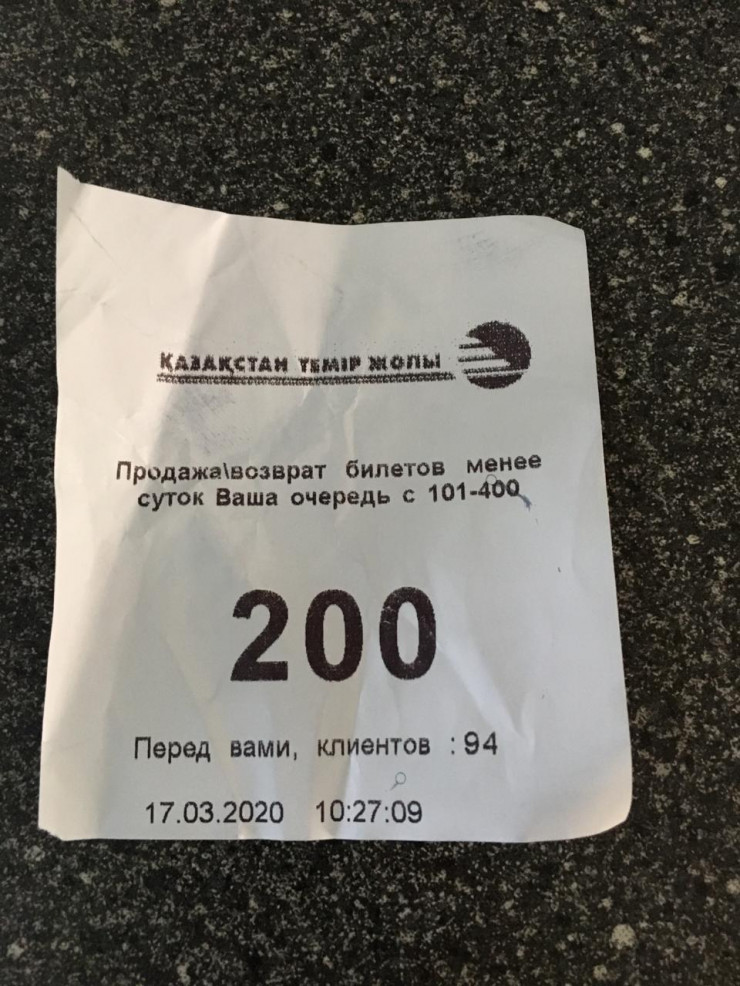 ҚАЗАҚСТАН ТЕМІР ЖОЛЫ
Продажа\возврат билетов менее
суток Ваша очередь с 101-400
200
Перед вами, клиентов :94
17.03.2020 10:27:09